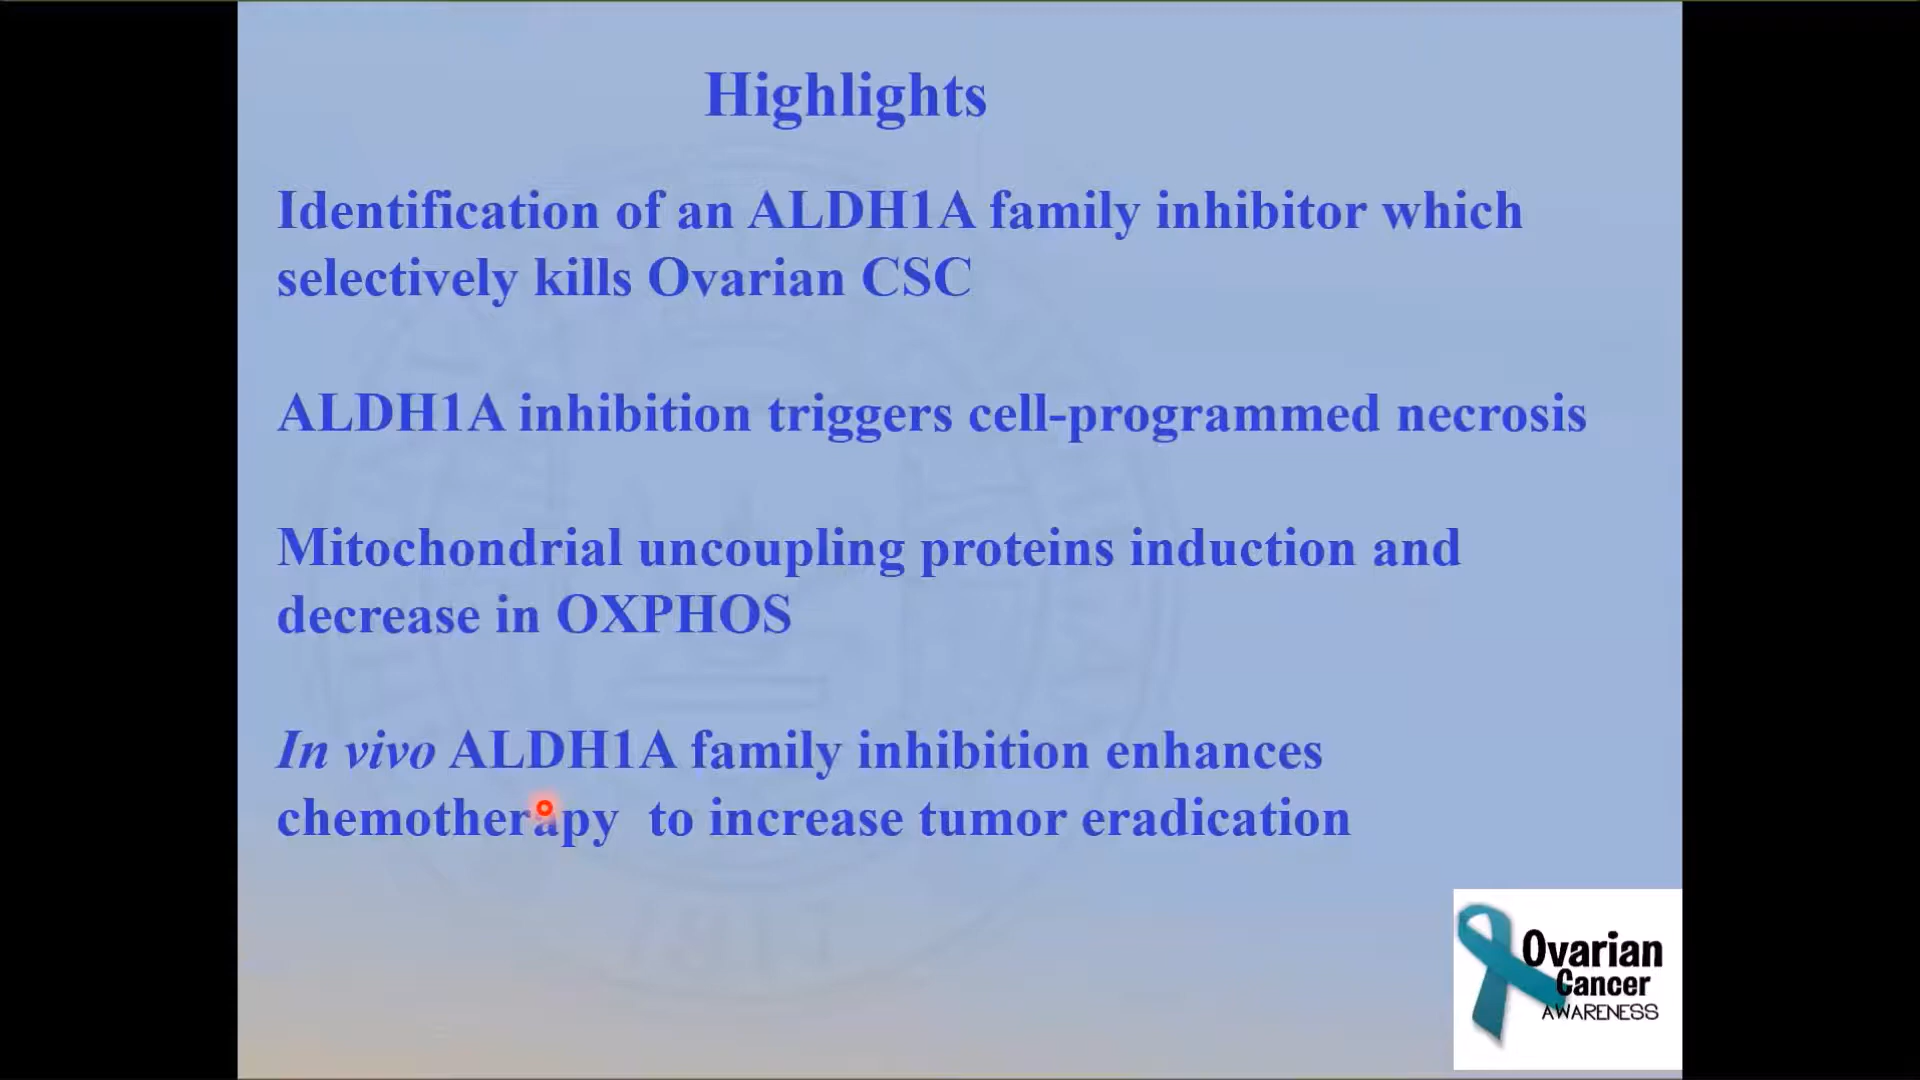 Highlights
Identification of an ALDH1A family inhibitor which
selectively kills Ovarian CSC
ALDH1A inhibition triggers cell-programmed necrosis
Mitochondrial uncoupling proteins induction and
decrease in OXPHOS
In vivo ALDH1A family inhibition enhances
chemotherapy to increase tumor eradication
Ovarian
Cancer
AWARENESS